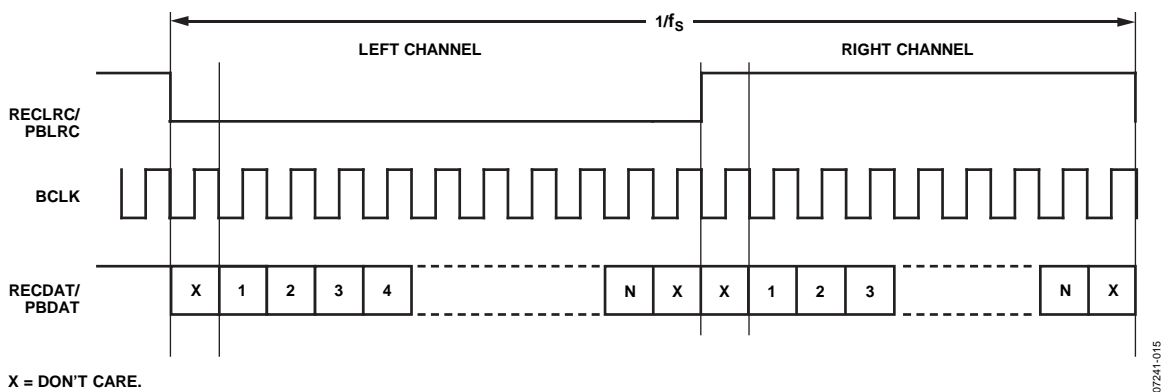 1/fS
LEFT CHANNEL
RIGHT CHANNEL
RECLRC/
PBLRC
BCLK
RECDAT/
PBDAT
X 1 2 3 4 N X X 1 2 3 N X
X = DON'T CARE.
07241-015